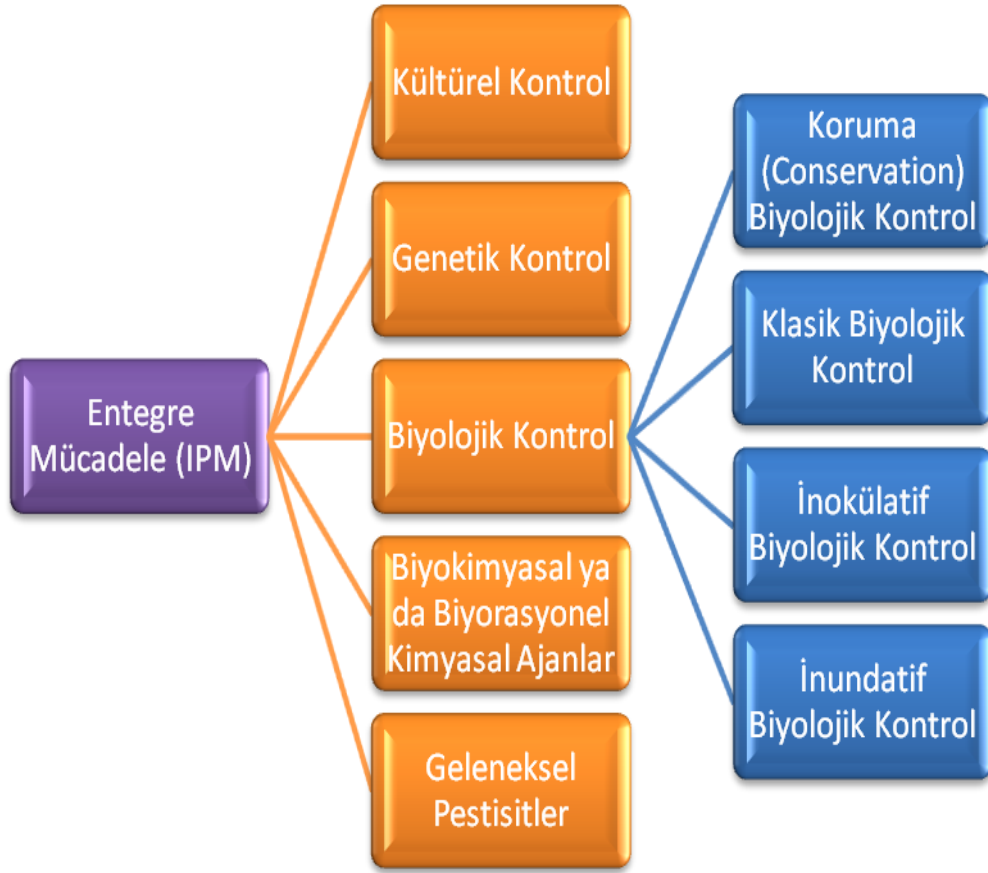 Entegre
Mücadele (IPM)
Kültürel Kontrol
Genetik Kontrol
Biyolojik Kontrol
Biyokimyasal ya
da Biyorasyonel
Kimyasal Ajanlar
Geleneksel
Pestisitler
Koruma
(Conservation)
Biyolojik Kontrol
Klasik Biyolojik
Kontrol
İnokülatif
Biyolojik Kontrol
İnundatif
Biyolojik Kontrol